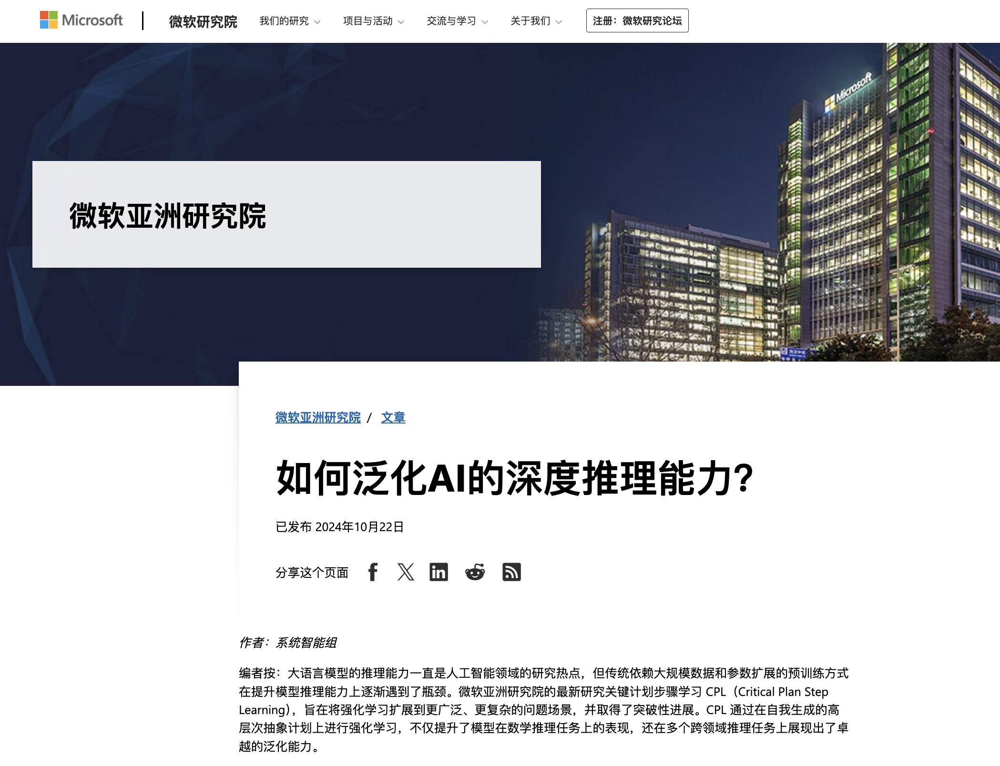 Microsoft
微软研究院
我们的研究
项目与活动
交流与学习
关于我们
注册：微软研究论坛
Microsoft
微软亚洲研究院
微软亚洲研究院 / 文章
如何泛化AI的深度推理能力？
已发布 2024年10月22日
分享这个页面
作者：系统智能组
编者按：大语言模型的推理能力一直是人工智能领域的研究热点，但传统依赖大规模数据和参数扩展的预训练方式
在提升模型推理能力上逐渐遇到了瓶颈。微软亚洲研究院的最新研究关键计划步骤学习 CPL（Critical Plan Step
Learning），旨在将强化学习扩展到更广泛、更复杂的问题场景，并取得了突破性进展。CPL 通过在自我生成的高
层次抽象计划上进行强化学习，不仅提升了模型在数学推理任务上的表现，还在多个跨领域推理任务上展现出了卓
越的泛化能力。